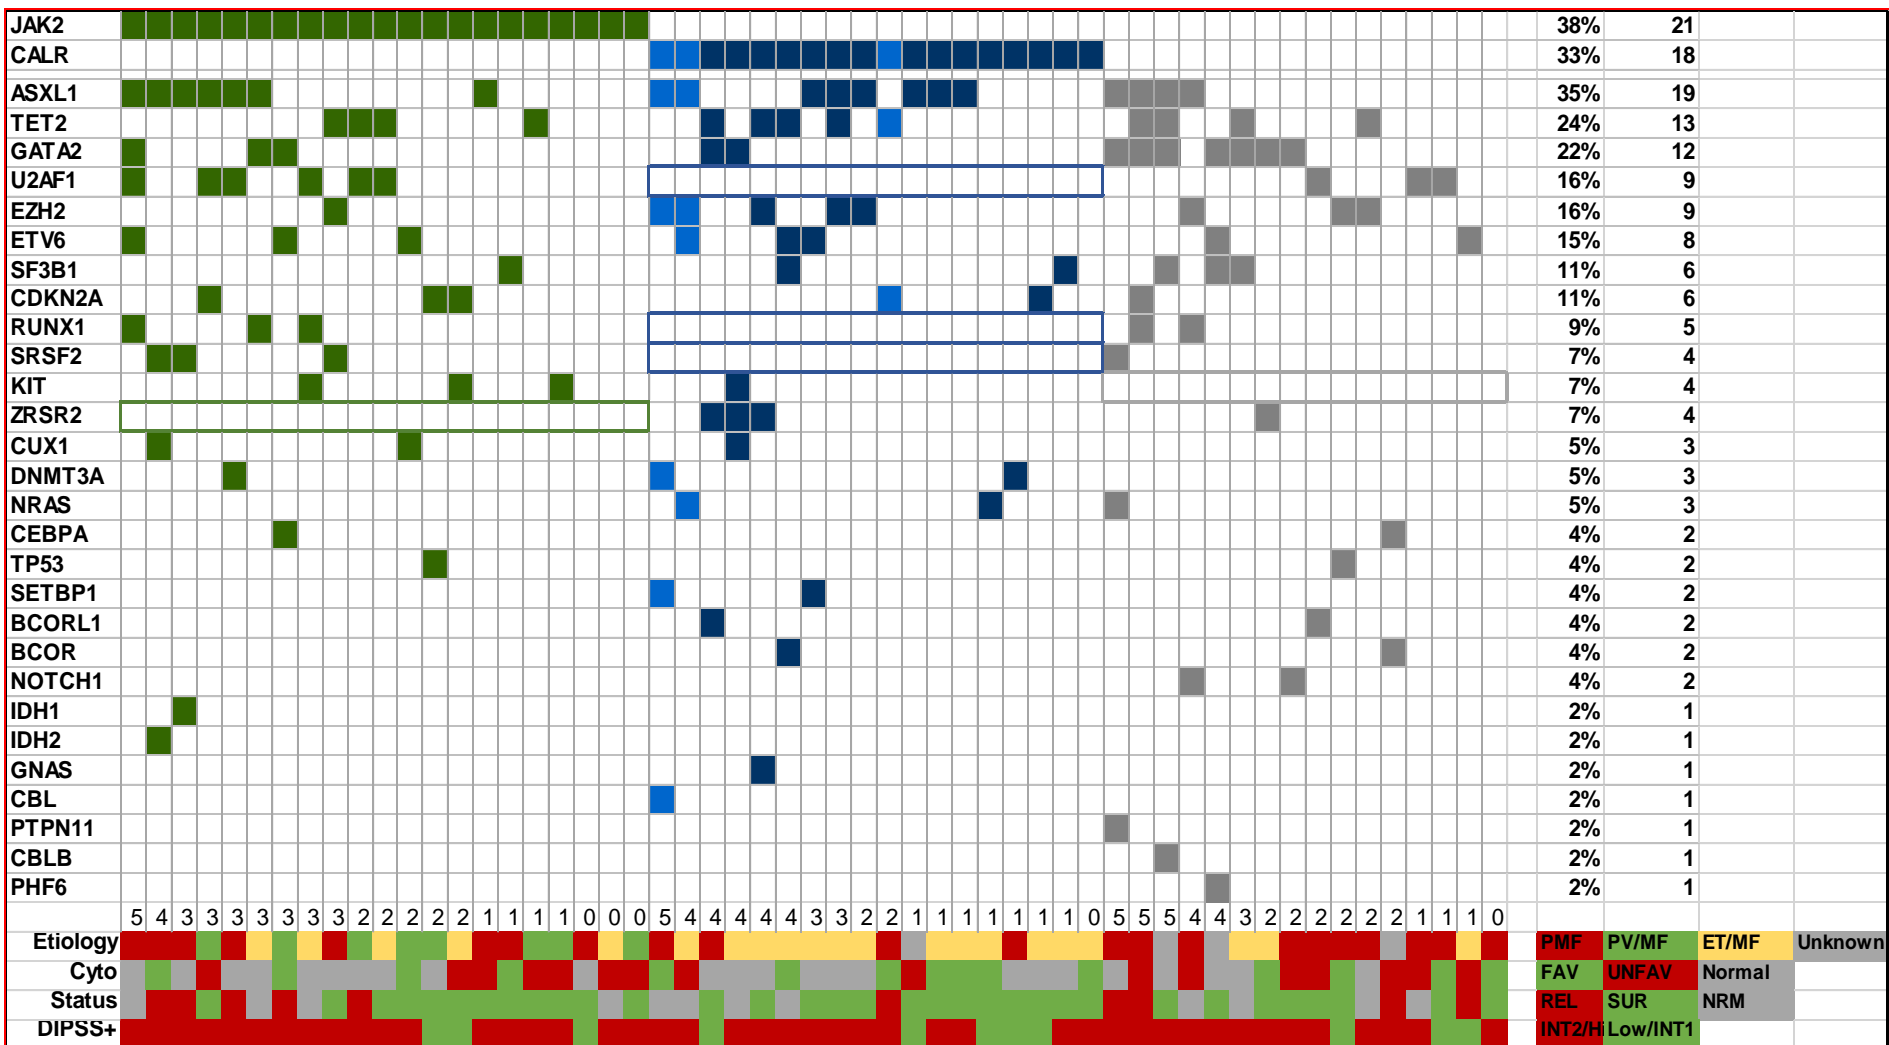 JAK2 38% 21
CALR 33% 18
ASXL1 35% 19
TET2 24% 13
GATA2 22% 12
U2AF1 16% 9
EZH2 16% 9
ETV6 15% 8
SF3B1 11% 6
CDKN2A 11% 6
RUNX1 9% 5
SRSF2 7% 4
KIT 7% 4
ZRSR2 7% 4
CUX1 5% 3
DNMT3A 5% 3
NRAS 5% 3
CEBPA 4% 2
TP53 4% 2
SETBP1 4% 2
BCORL1 4% 2
BCOR 4% 2
NOTCH1 4% 2
IDH1 2% 1
IDH2 2% 1
GNAS 2% 1
CBL 2% 1
PTPN11 2% 1
CBLB 2% 1
PHF6 2% 1
5 4 3 3 3 3 3 3 3 2 2 2 2 2 1 1 1 1 0 0 0 5 4 4 4 4 4 3 3 2 2 1 1 1 1 1 1 1 0 5 5 5 4 4 3 2 2 2 2 2 2 1 1 1 0
Etiology PMF PV/MF ET/MF Unknown
Cyto FAV UNFAV Normal
Status REL SUR NRM
DIPSS+ INT2/Hi Low/INT1